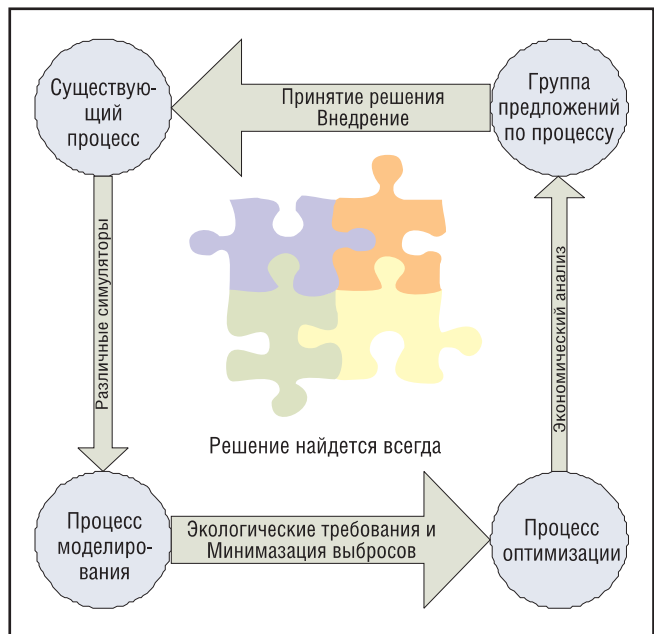 Существую-
щий
процесс
Принятие решения
Внедрение
Группа
предложений
по процессу
Различные симуляторы
Экономический анализ
Решение найдется всегда
Процесс
моделиро-
вания
Экологические требования и
Минимазация выбросов
Процесс
оптимизации